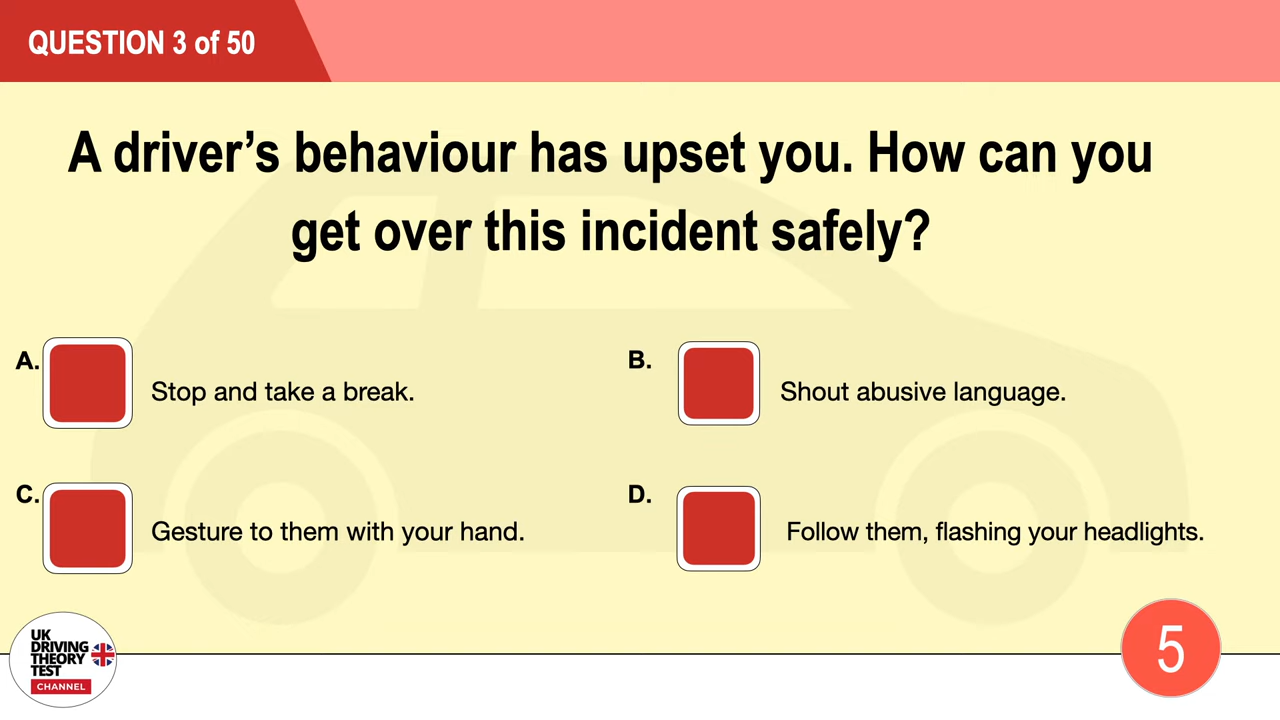 QUESTION 3 of 50
A driver’s behaviour has upset you. How can you
get over this incident safely?
A.
Stop and take a break.
B.
Shout abusive language.
C.
Gesture to them with your hand.
D.
Follow them, flashing your headlights.
UK
DRIVING
THEORY
TEST
CHANNEL
5